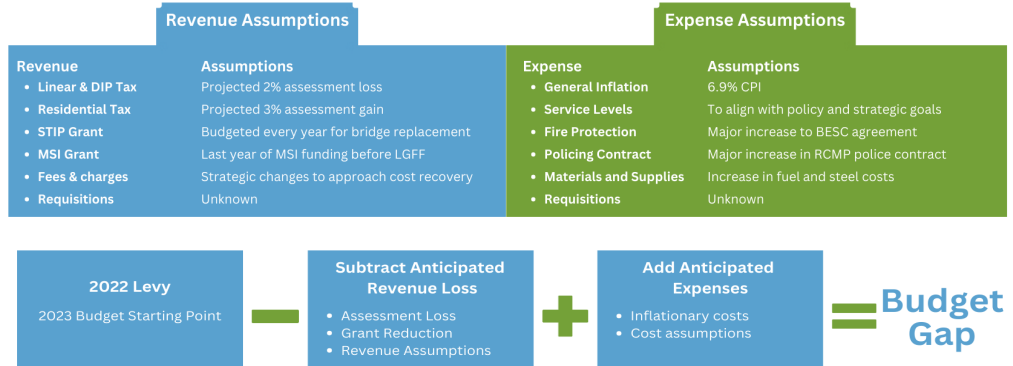 Revenue Assumptions
Revenue Assumptions
• Linear & DIP Tax Projected 2% assessment loss
• Residential Tax Projected 3% assessment gain
• STIP Grant Budgeted every year for bridge replacement
• MSI Grant Last year of MSI funding before LGFF
• Fees & charges Strategic changes to approach cost recovery
• Requisitions Unknown
Expense Assumptions
Expense Assumptions
• General Inflation 6.9% CPI
• Service Levels To align with policy and strategic goals
• Fire Protection Major increase to BESC agreement
• Policing Contract Major increase in RCMP police contract
• Materials and Supplies Increase in fuel and steel costs
• Requisitions Unknown
2022 Levy
2023 Budget Starting Point
Subtract Anticipated
Revenue Loss
• Assessment Loss
• Grant Reduction
• Revenue Assumptions
Add Anticipated
Expenses
• Inflationary costs
• Cost assumptions
Budget
Gap